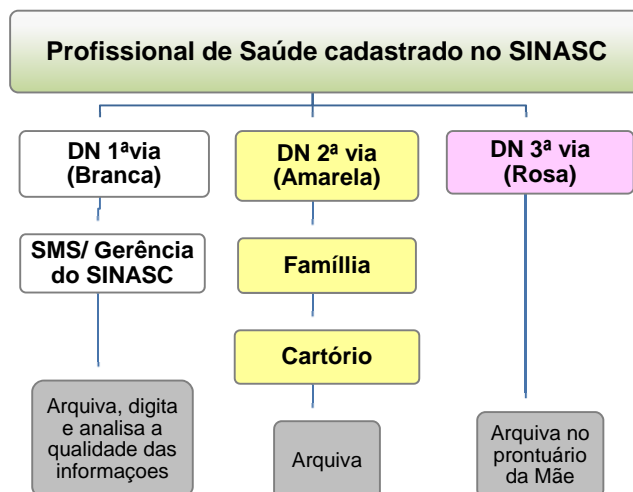 Profissional de Saúde cadastrado no SINASC
DN 1ªvia
(Branca)
DN 2ª via
(Amarela)
DN 3ª via
(Rosa)
SMS/ Gerência
do SINASC
Famíllia
Cartório
Arquiva, digita
e analisa a
qualidade das
informaçoes
Arquiva
Arquiva no
prontuário
da Mãe